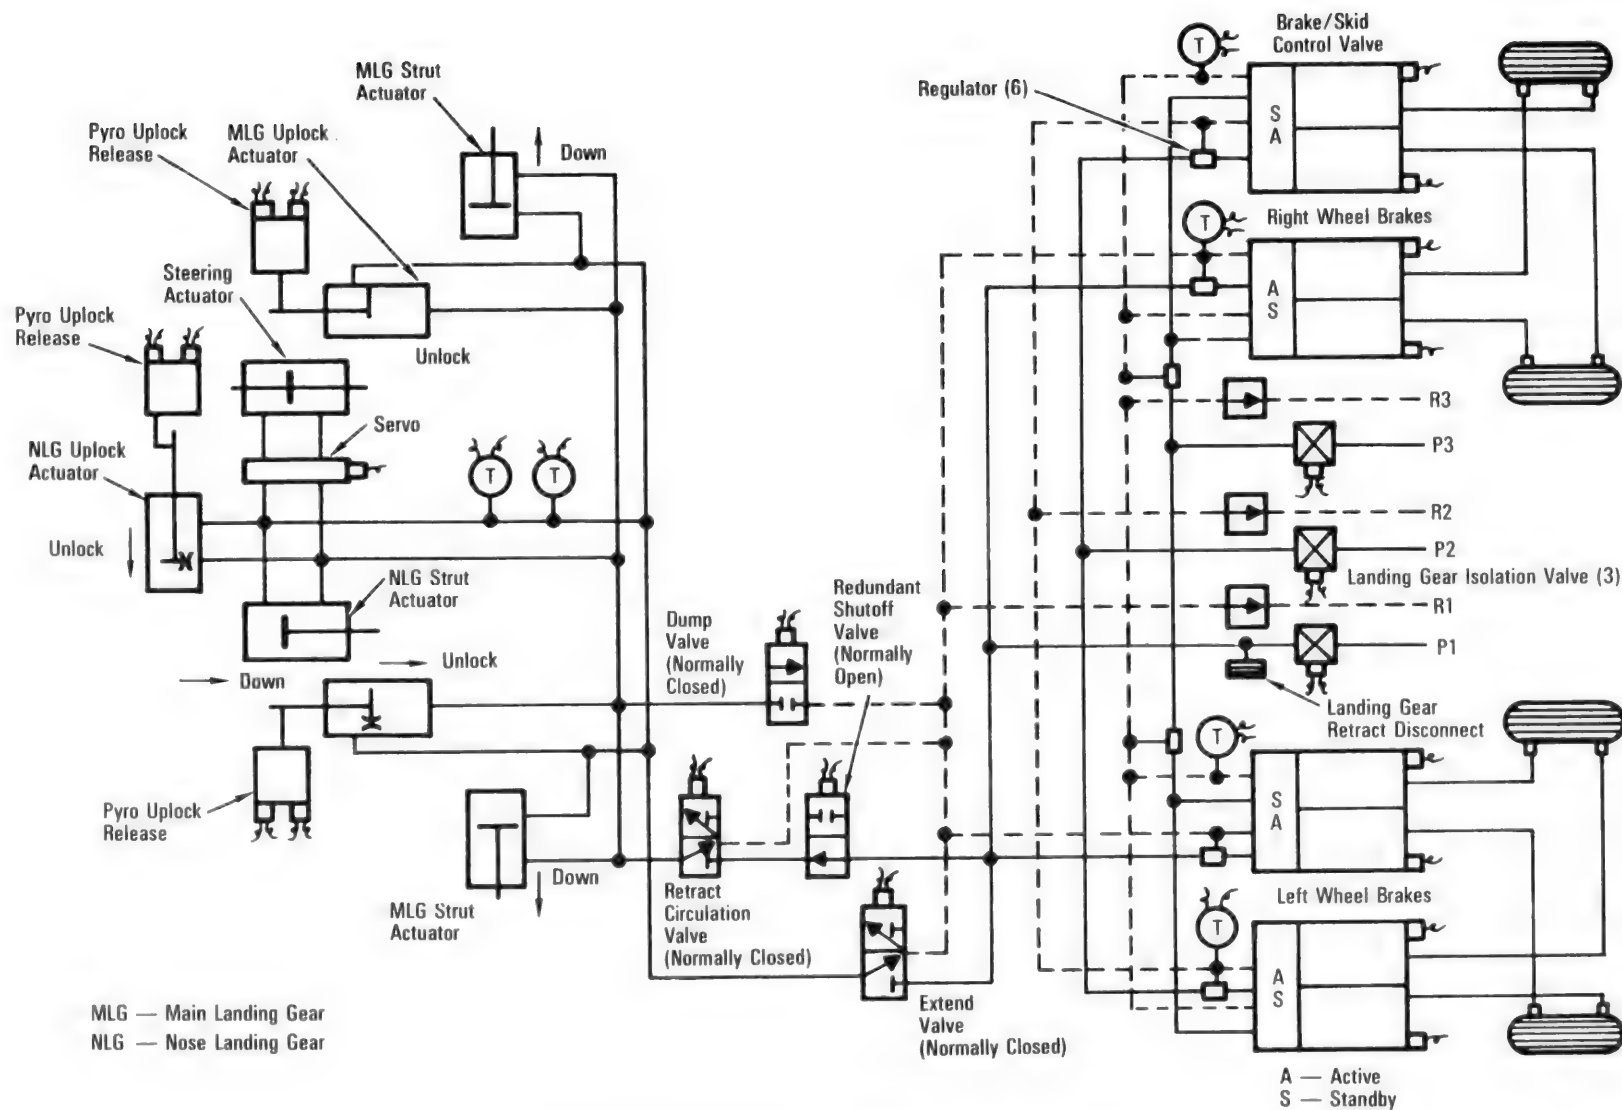 Brake/Skid
Control Valve
MLG Strut
Actuator
T
Regulator (6)
S
A
Pyro Uplock
Release
MLG Uplock
Actuator
Down
T
Right Wheel Brakes
Steering
Actuator
A
S
Pyro Uplock
Release
Unlock
R3
Servo
NLG Uplock
Actuator
T
T
P3
R2
Unlock
P2
NLG Strut
Actuator
Redundant
Shutoff
Valve
(Normally
Open)
Landing Gear Isolation Valve (3)
R1
Dump
Valve
(Normally
Closed)
P1
Unlock
Down
Landing Gear
Retract Disconnect
T
Pyro Uplock
Release
S
A
Down
Retract
Circulation
Valve
(Normally Closed)
Left Wheel Brakes
MLG Strut
Actuator
T
A
S
MLG — Main Landing Gear
NLG — Nose Landing Gear
Extend
Valve
(Normally Closed)
A — Active
S — Standby